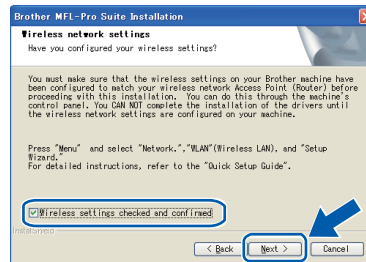 Brother MFL-Pro Suite Installation
Wireless network settings
Have you configured your wireless settings?
You must make sure that the wireless settings on your Brother machine have
been configured to match your wireless network Access Point (Router) before
proceeding with this installation. You can do this through the machine's
control panel. You CAN NOT complete the installation of the drivers until
the wireless network settings are configured on your machine.
Press "Menu" and select "Network.","WLAN"(Wireless LAN), and "Setup
Wizard."
For detailed instructions, refer to the "Quick Setup Guide".
Wireless settings checked and confirmed
InstallShield
< Back Next > Cancel